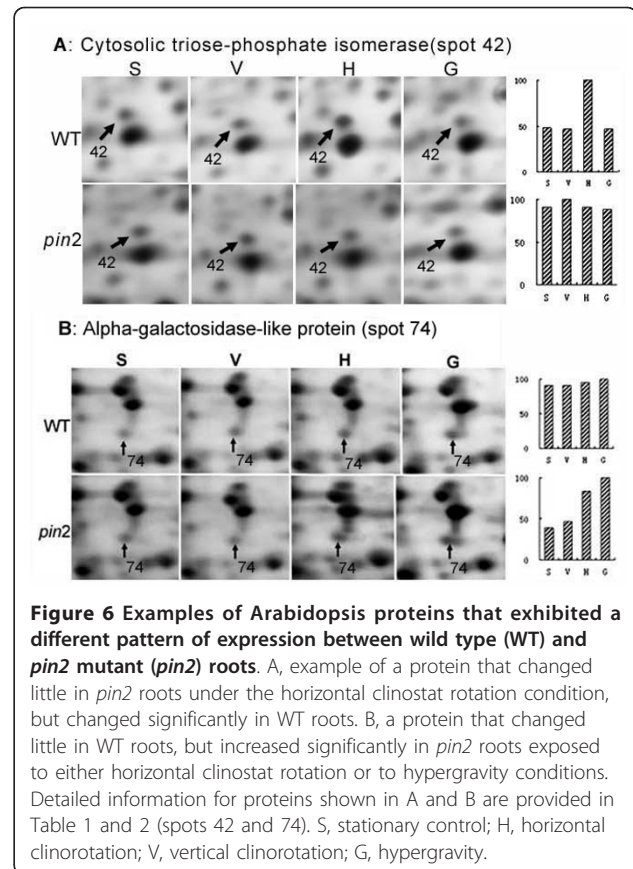 A: Cytosolic triose-phosphate isomerase(spot 42)
S V H G
WT
42 42 42 42
100
50
0
S V H G
pin2
42 42 42 42
100
50
0
S V H G
B: Alpha-galactosidase-like protein (spot 74)
S V H G
WT
74 74 74 74
100
50
0
S V H G
pin2
74 74 74 74
100
50
0
S V H G
Figure 6 Examples of Arabidopsis proteins that exhibited a
different pattern of expression between wild type (WT) and
pin2 mutant (pin2) roots. A, example of a protein that changed
little in pin2 roots under the horizontal clinostat rotation condition,
but changed significantly in WT roots. B, a protein that changed
little in WT roots, but increased significantly in pin2 roots exposed
to either horizontal clinostat rotation or to hypergravity conditions.
Detailed information for proteins shown in A and B are provided in
Table 1 and 2 (spots 42 and 74). S, stationary control; H, horizontal
clinorotation; V, vertical clinorotation; G, hypergravity.